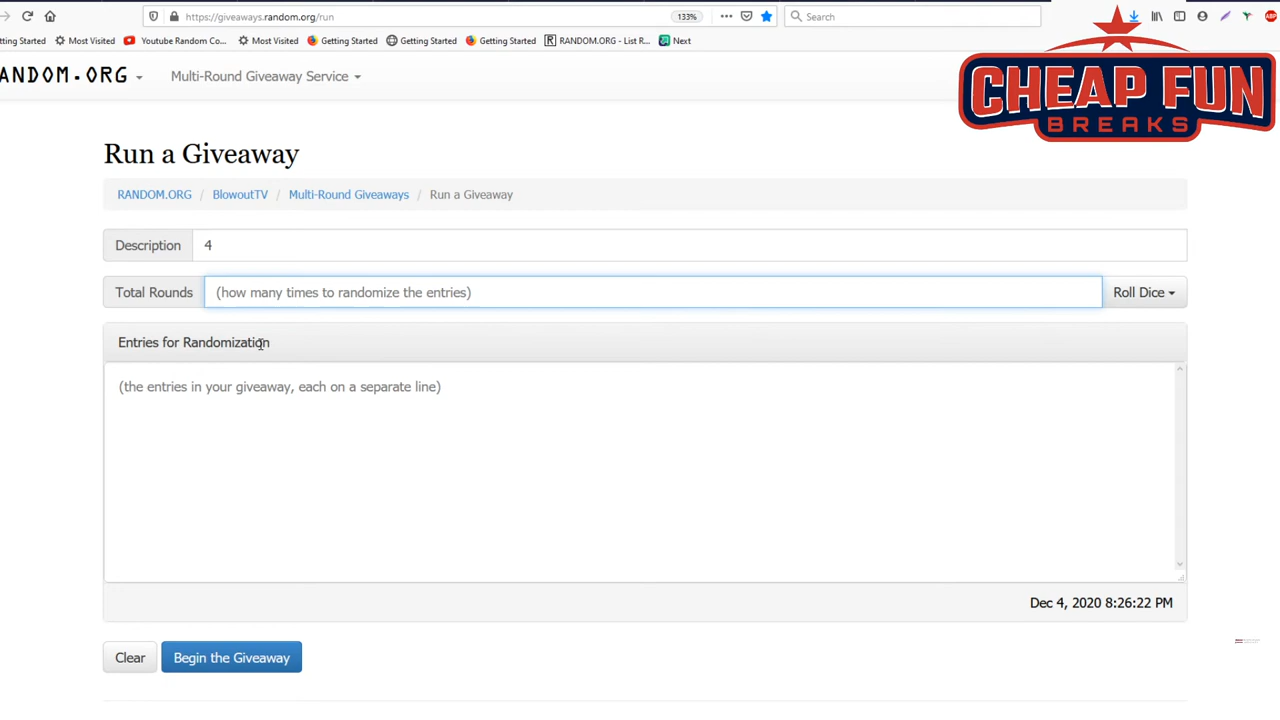 https://giveaways.random.org/run
133%
Search
tting Started
Most Visited
Youtube Random Co...
Most Visited
Getting Started
Getting Started
Getting Started
RANDOM.ORG - List R...
Next
ANDOM.ORG
Multi-Round Giveaway Service
CHEAP FUN
BREAKS
Run a Giveaway
RANDOM.ORG / BlowoutTV / Multi-Round Giveaways / Run a Giveaway
Description 4
Total Rounds (how many times to randomize the entries) Roll Dice
Entries for Randomization
(the entries in your giveaway, each on a separate line)
Dec 4, 2020 8:26:22 PM
Clear
Begin the Giveaway